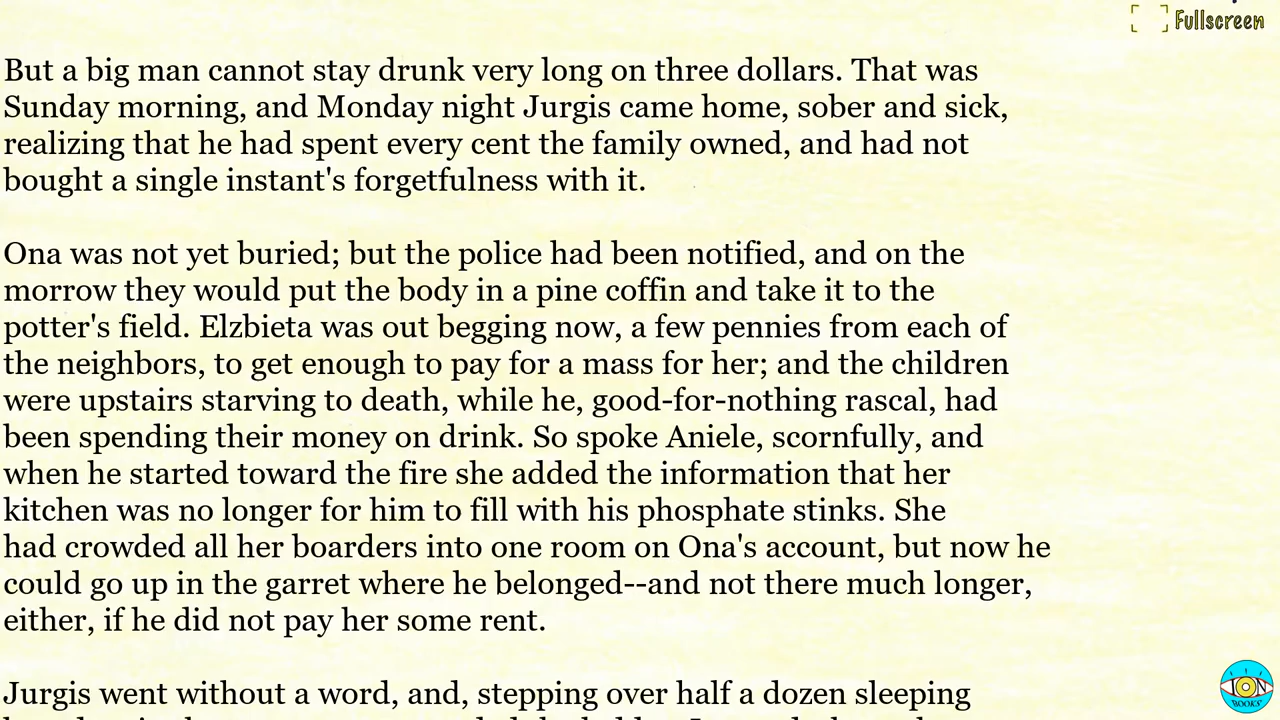 Fullscreen
But a big man cannot stay drunk very long on three dollars. That was
Sunday morning, and Monday night Jurgis came home, sober and sick,
realizing that he had spent every cent the family owned, and had not
bought a single instant's forgetfulness with it.
Ona was not yet buried; but the police had been notified, and on the
morrow they would put the body in a pine coffin and take it to the
potter's field. Elzbieta was out begging now, a few pennies from each of
the neighbors, to get enough to pay for a mass for her; and the children
were upstairs starving to death, while he, good-for-nothing rascal, had
been spending their money on drink. So spoke Aniele, scornfully, and
when he started toward the fire she added the information that her
kitchen was no longer for him to fill with his phosphate stinks. She
had crowded all her boarders into one room on Ona's account, but now he
could go up in the garret where he belonged--and not there much longer,
either, if he did not pay her some rent.
Jurgis went without a word, and, stepping over half a dozen sleeping
ION
BOOKS